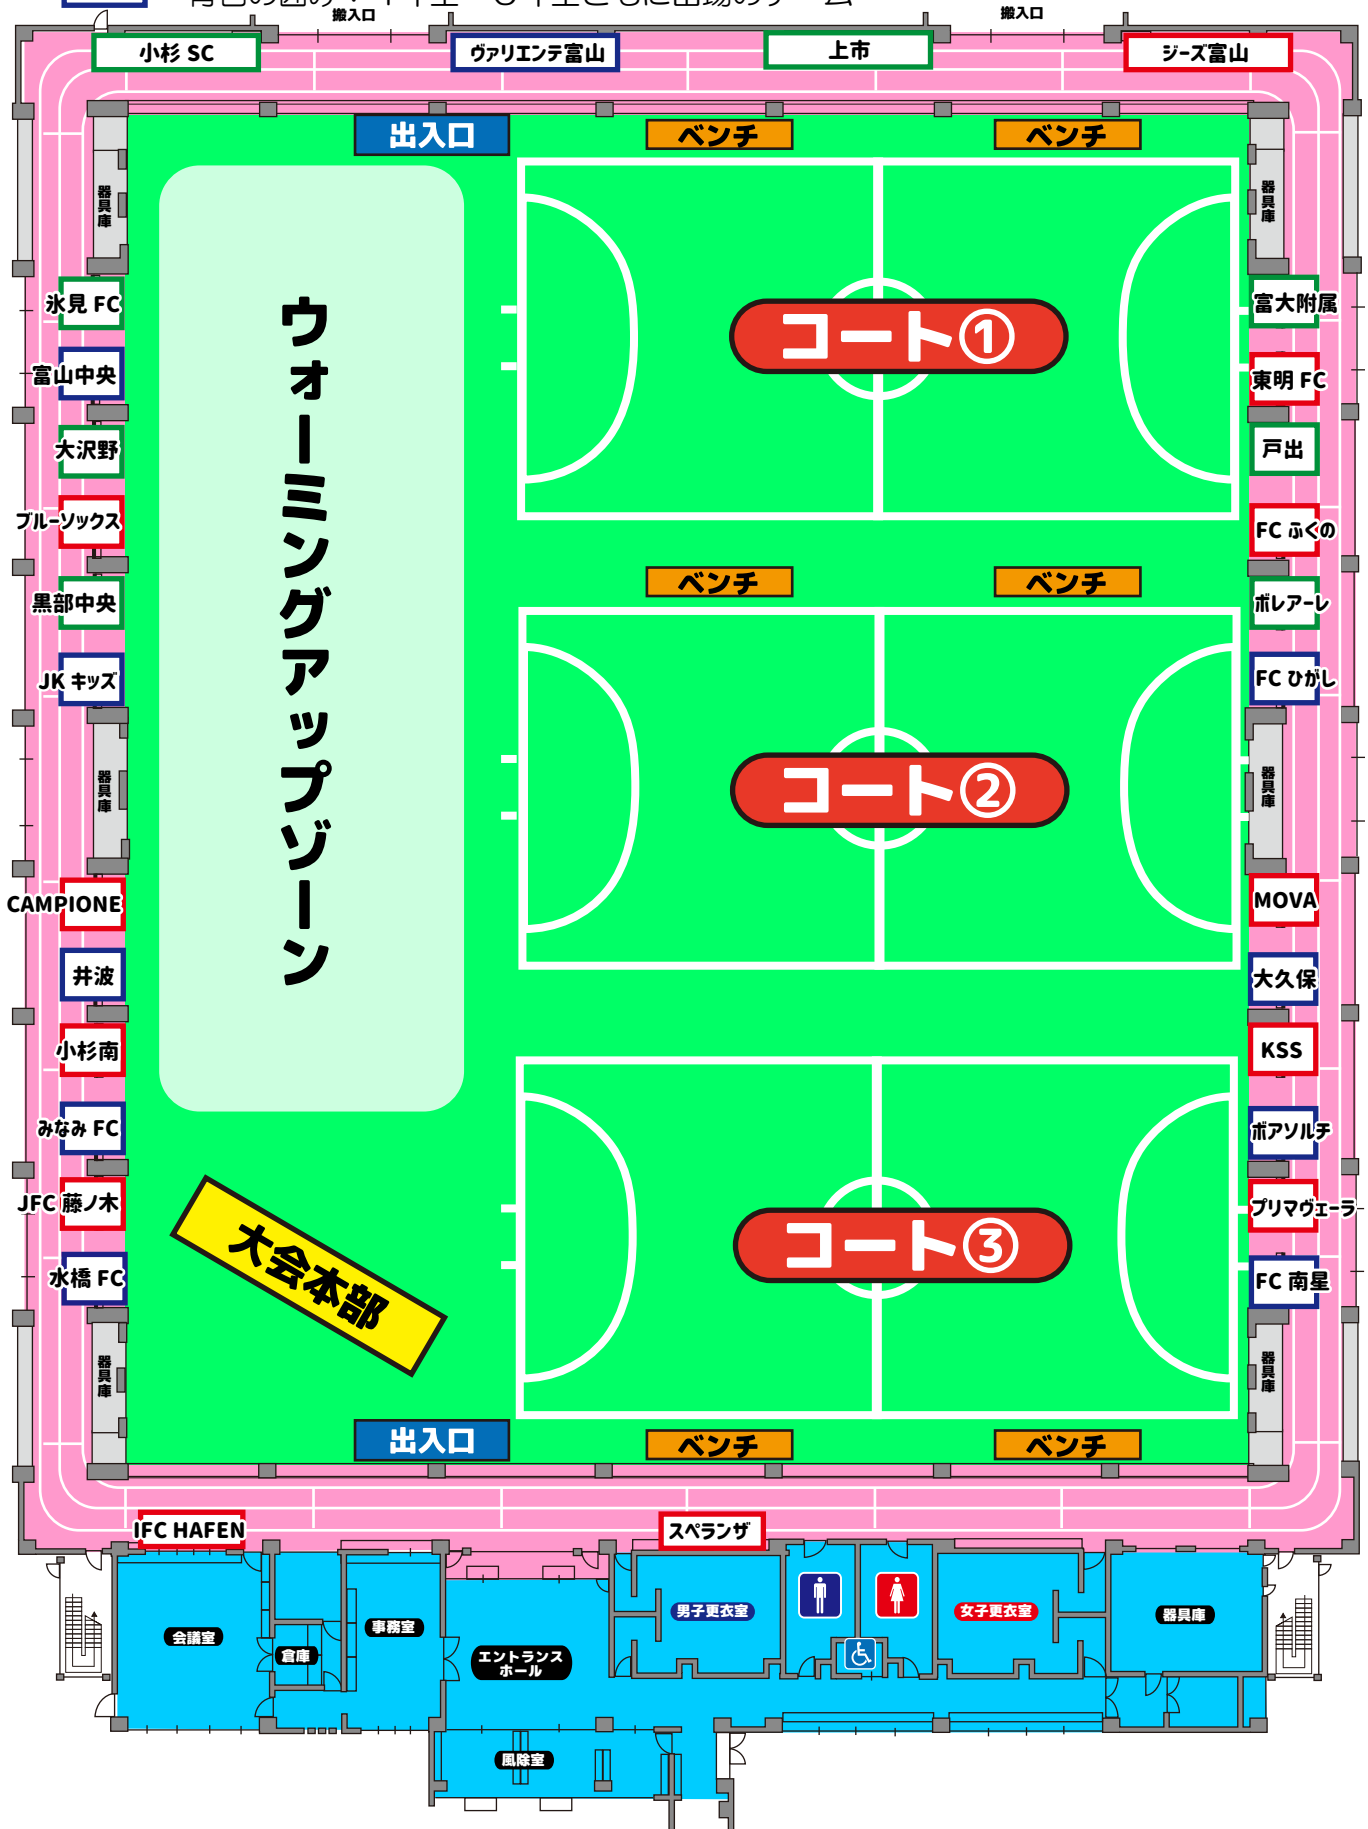 搬入口
搬入口
小杉 SC
ヴァリエンテ富山
上市
ジーズ富山
出入口
ベンチ
ベンチ
器具庫
器具庫
氷見 FC
富山中央
大沢野
ブルーソックス
黒部中央
JK キッズ
器具庫
CAMPIONE
井波
小杉南
みなみ FC
JFC 藤ノ木
水橋 FC
器具庫
ウォーミングアップゾーン
コート①
ベンチ
ベンチ
コート②
コート③
大会本部
富大附属
東明 FC
戸出
FC ふくの
ボレアーレ
FC ひがし
器具庫
MOVA
大久保
KSS
ボアソルチ
プリマヴェーラ
FC 南星
器具庫
出入口
ベンチ
ベンチ
IFC HAFEN
スペランザ
会議室
倉庫
事務室
エントランス
ホール
男子更衣室
女子更衣室
器具庫
風除室